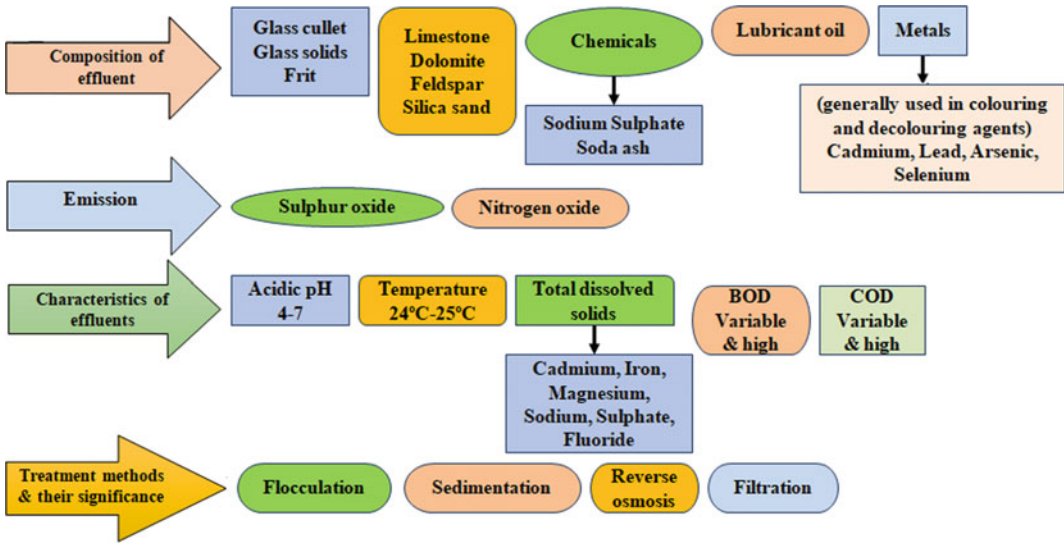 Composition of
effluent
Glass cullet
Glass solids
Frit
Limestone
Dolomite
Feldspar
Silica sand
Chemicals
Lubricant oil
Metals
Sodium Sulphate
Soda ash
(generally used in colouring
and decolouring agents)
Cadmium, Lead, Arsenic,
Selenium
Emission
Sulphur oxide
Nitrogen oxide
Characteristics of
effluents
Acidic pH
4-7
Temperature
24ºC-25ºC
Total dissolved
solids
BOD
Variable
& high
COD
Variable
& high
Cadmium, Iron,
Magnesium,
Sodium, Sulphate,
Fluoride
Treatment methods
& their significance
Flocculation
Sedimentation
Reverse
osmosis
Filtration